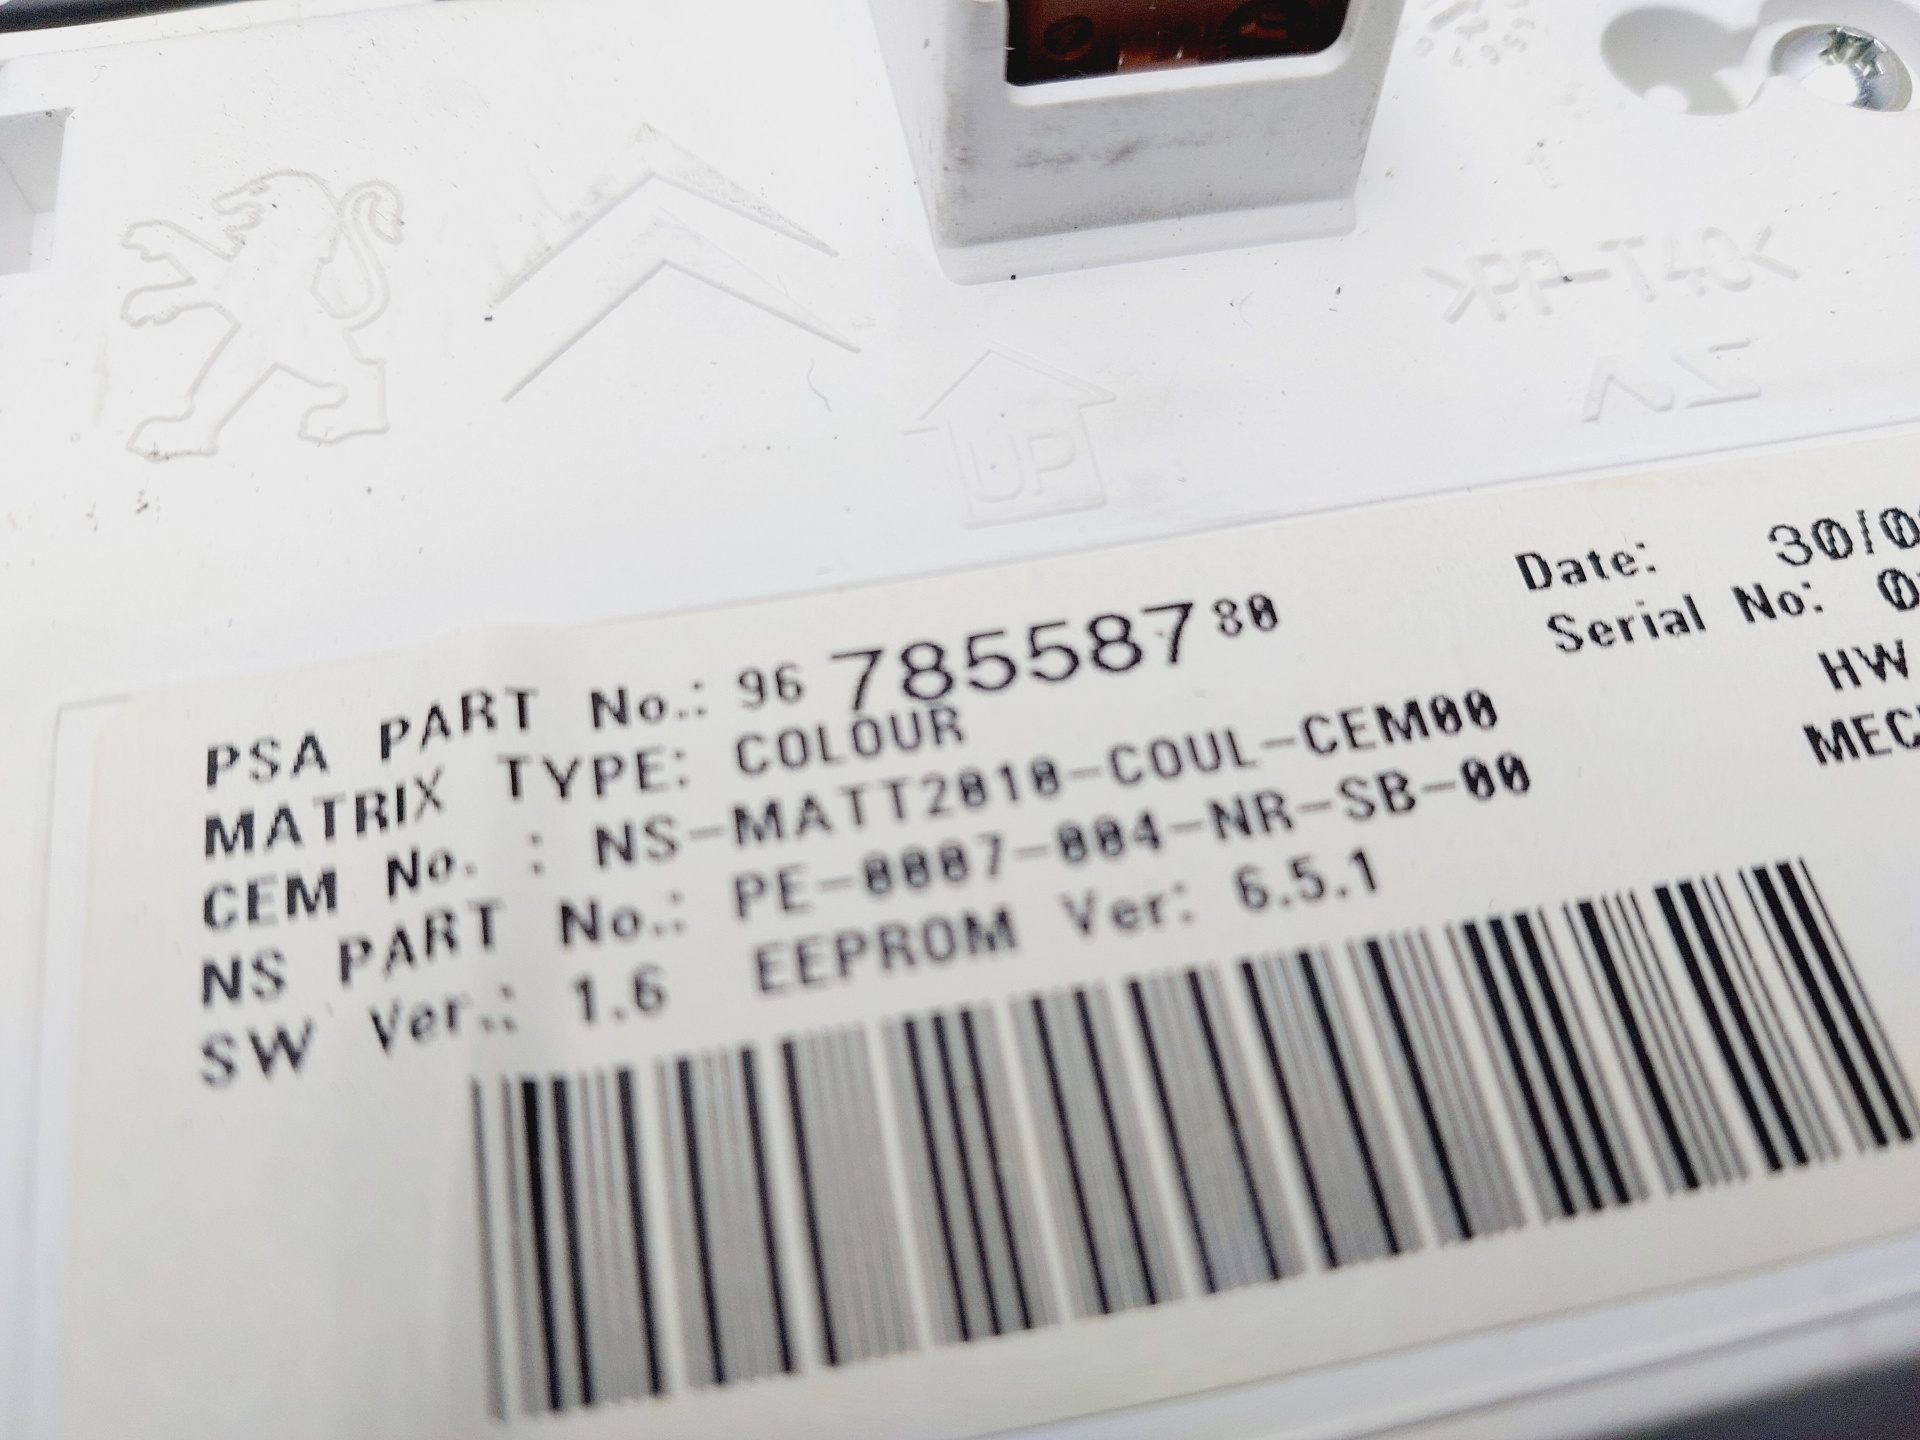 >PP-T40<
UP
Date: 30/0
Serial No: 0
HW
MEC
PSA PART No.: 96 785587 80
MATRIX TYPE: COLOUR
CEM No. : NS-MATT2010-COUL-CEM00
NS PART No.: PE-0007-004-NR-SB-00
SW Ver.: 1.6 EEPROM Ver: 6.5.1